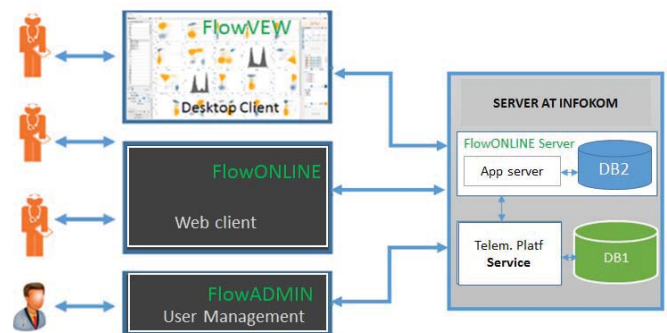 FlowVEW
Desktop Client
FlowONLINE
Web client
FlowADMIN
User Management
SERVER AT INFOKOM
FlowONLINE Server
App server
DB2
Telem. Platf
Service
DB1